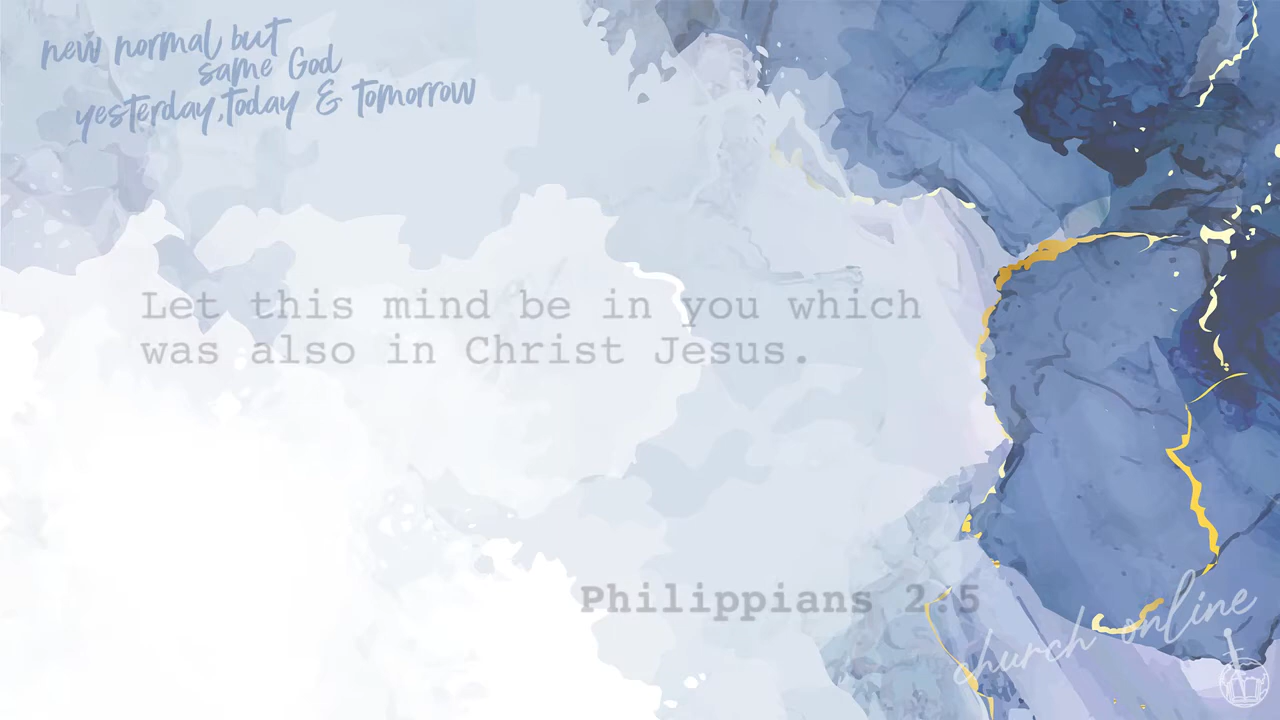 new normal but
same God
yesterday, today & tomorrow
Let this mind be in you which
was also in Christ Jesus.
Philippians 2:5
church online